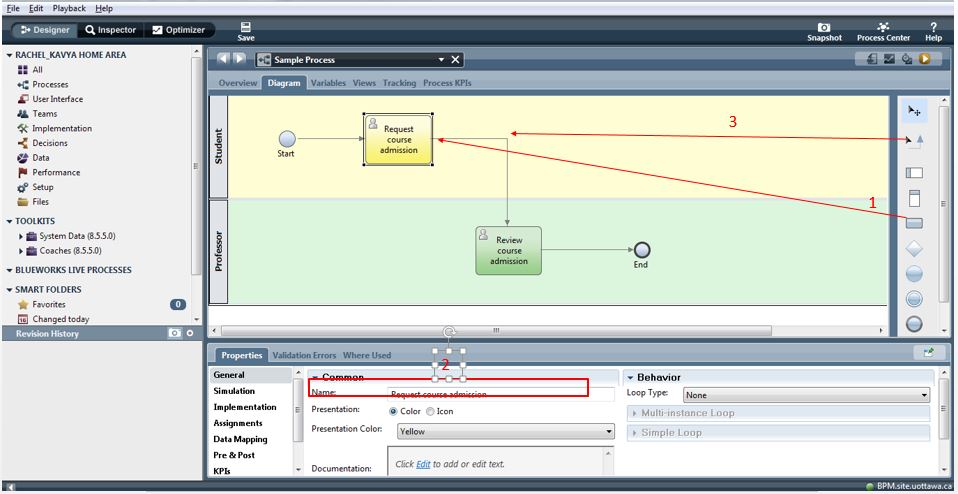 File Edit Playback Help
Designer Inspector Optimizer Save Snapshot Process Center Help
RACHEL_KAVYA HOME AREA
All
Processes
User Interface
Teams
Implementation
Decisions
Data
Performance
Setup
Files
TOOLKITS
System Data (8.5.5.0)
Coaches (8.5.5.0)
BLUEWORKS LIVE PROCESSES
SMART FOLDERS
Favorites 0
Changed today
Revision History
Sample Process
Overview Diagram Variables Views Tracking Process KPIs
Student
Start
Request
course
admission
3
1
Professor
Review
course
admission
End
Properties Validation Errors Where Used
2
General
Simulation
Implementation
Assignments
Data Mapping
Pre & Post
KPIs
Common
Name: Request course admission
Presentation: Color Icon
Presentation Color: Yellow
Documentation: Click Edit to add or edit text.
Behavior
Loop Type: None
Multi-instance Loop
Simple Loop
BPM.site.uottawa.ca